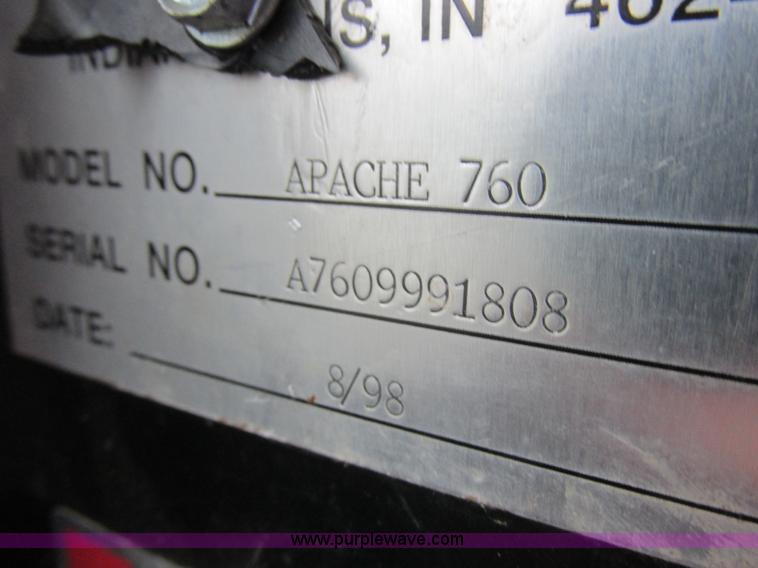 IN 462
MODEL NO. APACHE 760
SERIAL NO. A7609991808
DATE: 8/98
www.purplewave.com